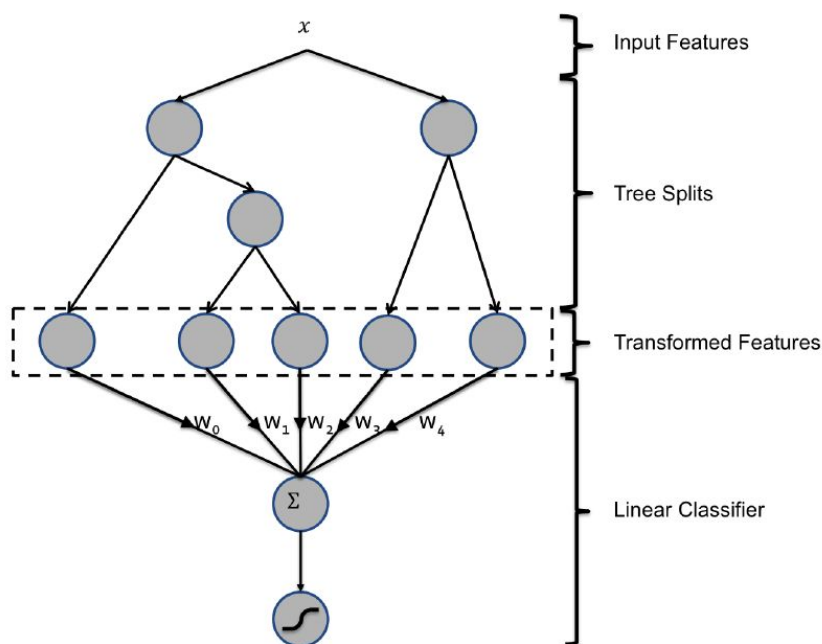 x
Input Features
Tree Splits
Transformed Features
W₀ W₁ W₂ W₃ W₄
Σ
Linear Classifier